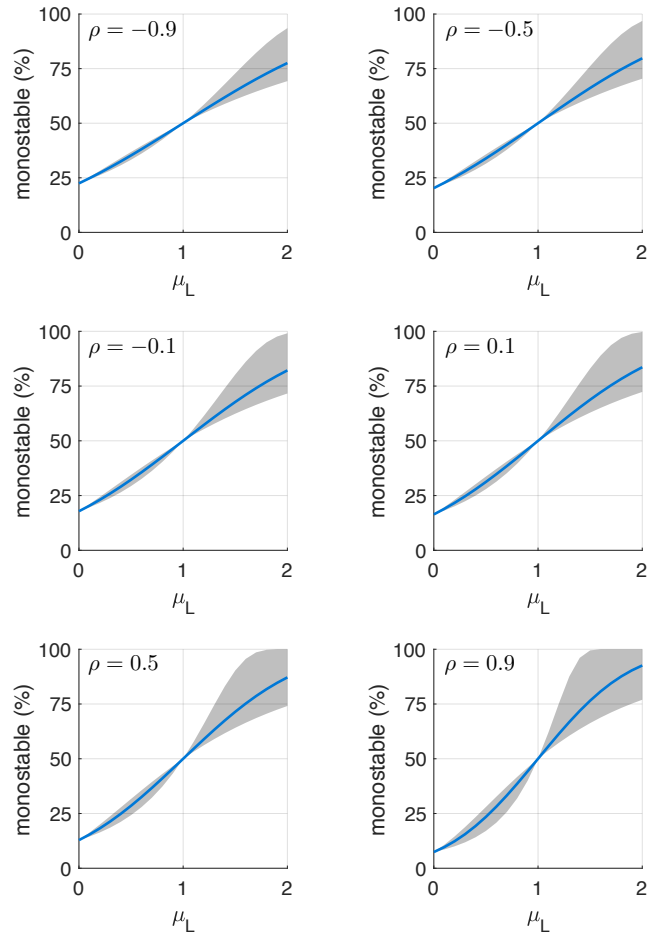 ρ = −0.9
monostable (%)
100
75
50
25
0
0 1 2
μL
ρ = −0.5
monostable (%)
100
75
50
25
0
0 1 2
μL
ρ = −0.1
monostable (%)
100
75
50
25
0
0 1 2
μL
ρ = 0.1
monostable (%)
100
75
50
25
0
0 1 2
μL
ρ = 0.5
monostable (%)
100
75
50
25
0
0 1 2
μL
ρ = 0.9
monostable (%)
100
75
50
25
0
0 1 2
μL